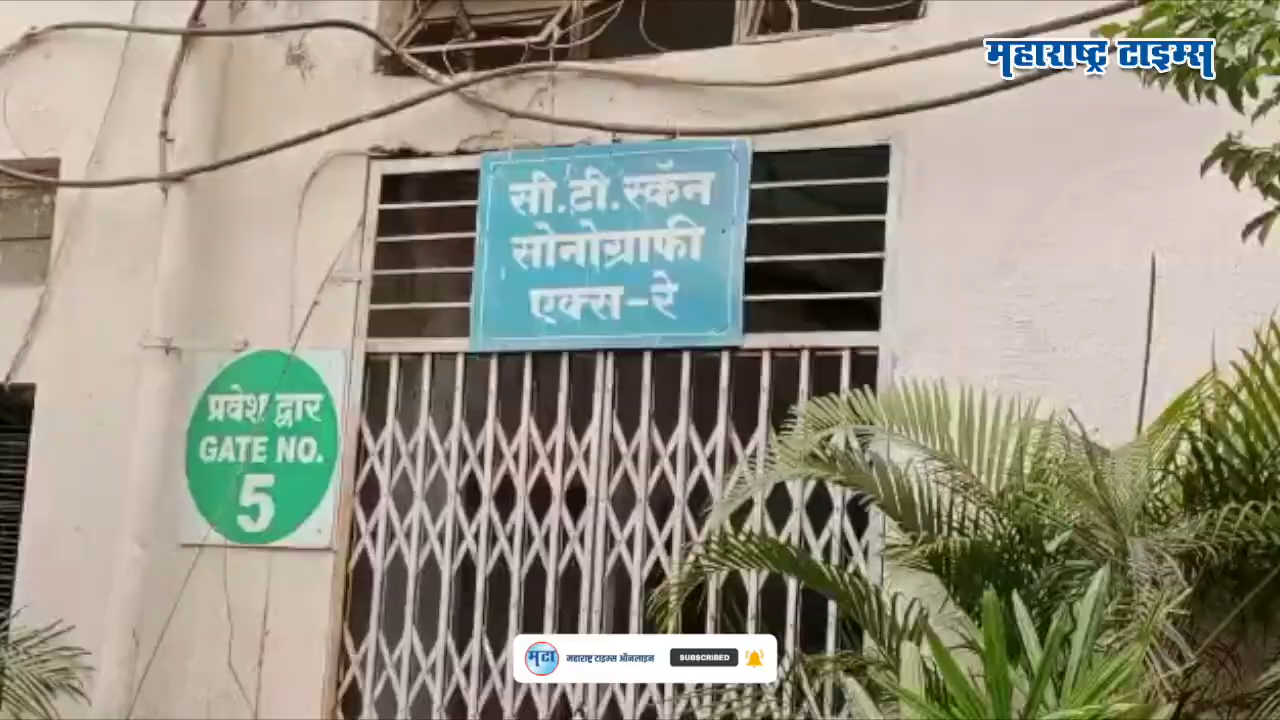 महाराष्ट्र टाइम्स
सी.टी.स्कॅन
सोनोग्राफी
एक्स-रे
प्रवेश द्वार
GATE NO.
5
मटा
महाराष्ट्र टाइम्स ऑनलाइन
SUBSCRIBED